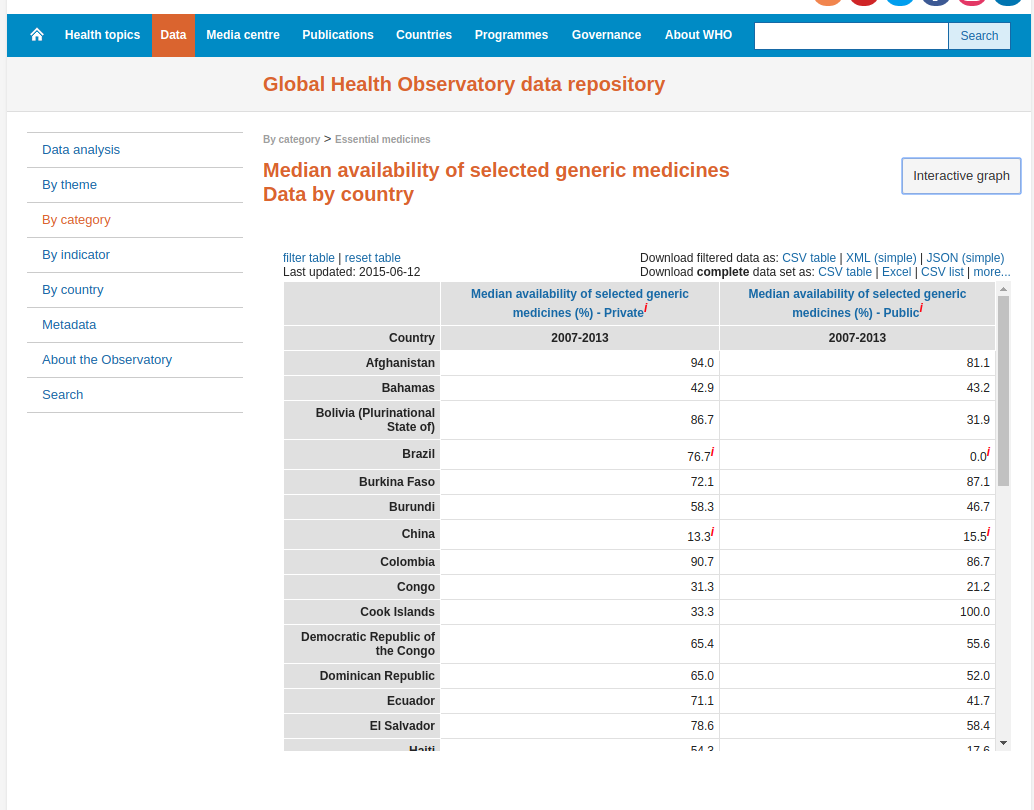 Health topics Data Media centre Publications Countries Programmes Governance About WHO Search
Global Health Observatory data repository
Data analysis
By theme
By category
By indicator
By country
Metadata
About the Observatory
Search
By category > Essential medicines
Median availability of selected generic medicines
Data by country
Interactive graph
filter table | reset table
Last updated: 2015-06-12
Download filtered data as: CSV table | XML (simple) | JSON (simple)
Download complete data set as: CSV table | Excel | CSV list | more...
Median availability of selected generic
medicines (%) - Private i
Median availability of selected generic
medicines (%) - Public i
Country 2007-2013 2007-2013
Afghanistan 94.0 81.1
Bahamas 42.9 43.2
Bolivia (Plurinational
State of) 86.7 31.9
Brazil 76.7 i 0.0 i
Burkina Faso 72.1 87.1
Burundi 58.3 46.7
China 13.3 i 15.5 i
Colombia 90.7 86.7
Congo 31.3 21.2
Cook Islands 33.3 100.0
Democratic Republic of
the Congo 65.4 55.6
Dominican Republic 65.0 52.0
Ecuador 71.1 41.7
El Salvador 78.6 58.4
Haiti 54.3 17.6